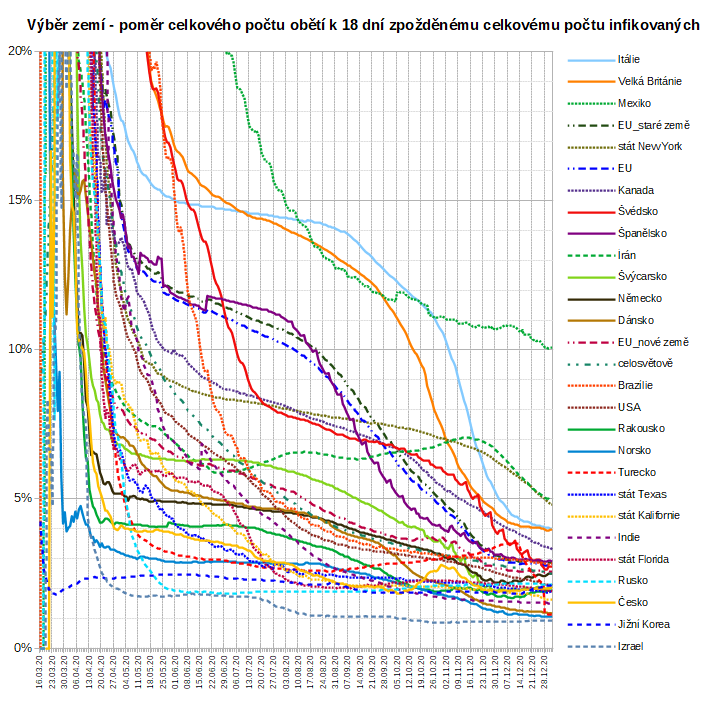 Výběr zemí - poměr celkového počtu obětí k 18 dní zpožděnému celkovému počtu infikovaných
20%
15%
10%
5%
0%
Itálie
Velká Británie
Mexiko
EU_staré země
stát NewYork
EU
Kanada
Švédsko
Španělsko
Irán
Švýcarsko
Německo
Dánsko
EU_nové země
celosvětově
Brazílie
USA
Rakousko
Norsko
Turecko
stát Texas
stát Kalifornie
Indie
stát Florida
Rusko
Česko
Jižní Korea
Izrael
16.03.20
23.03.20
30.03.20
06.04.20
13.04.20
20.04.20
27.04.20
04.05.20
11.05.20
18.05.20
25.05.20
01.06.20
08.06.20
15.06.20
22.06.20
29.06.20
06.07.20
13.07.20
20.07.20
27.07.20
03.08.20
10.08.20
17.08.20
24.08.20
31.08.20
07.09.20
14.09.20
21.09.20
28.09.20
05.10.20
12.10.20
19.10.20
26.10.20
02.11.20
09.11.20
16.11.20
23.11.20
30.11.20
07.12.20
14.12.20
21.12.20
28.12.20